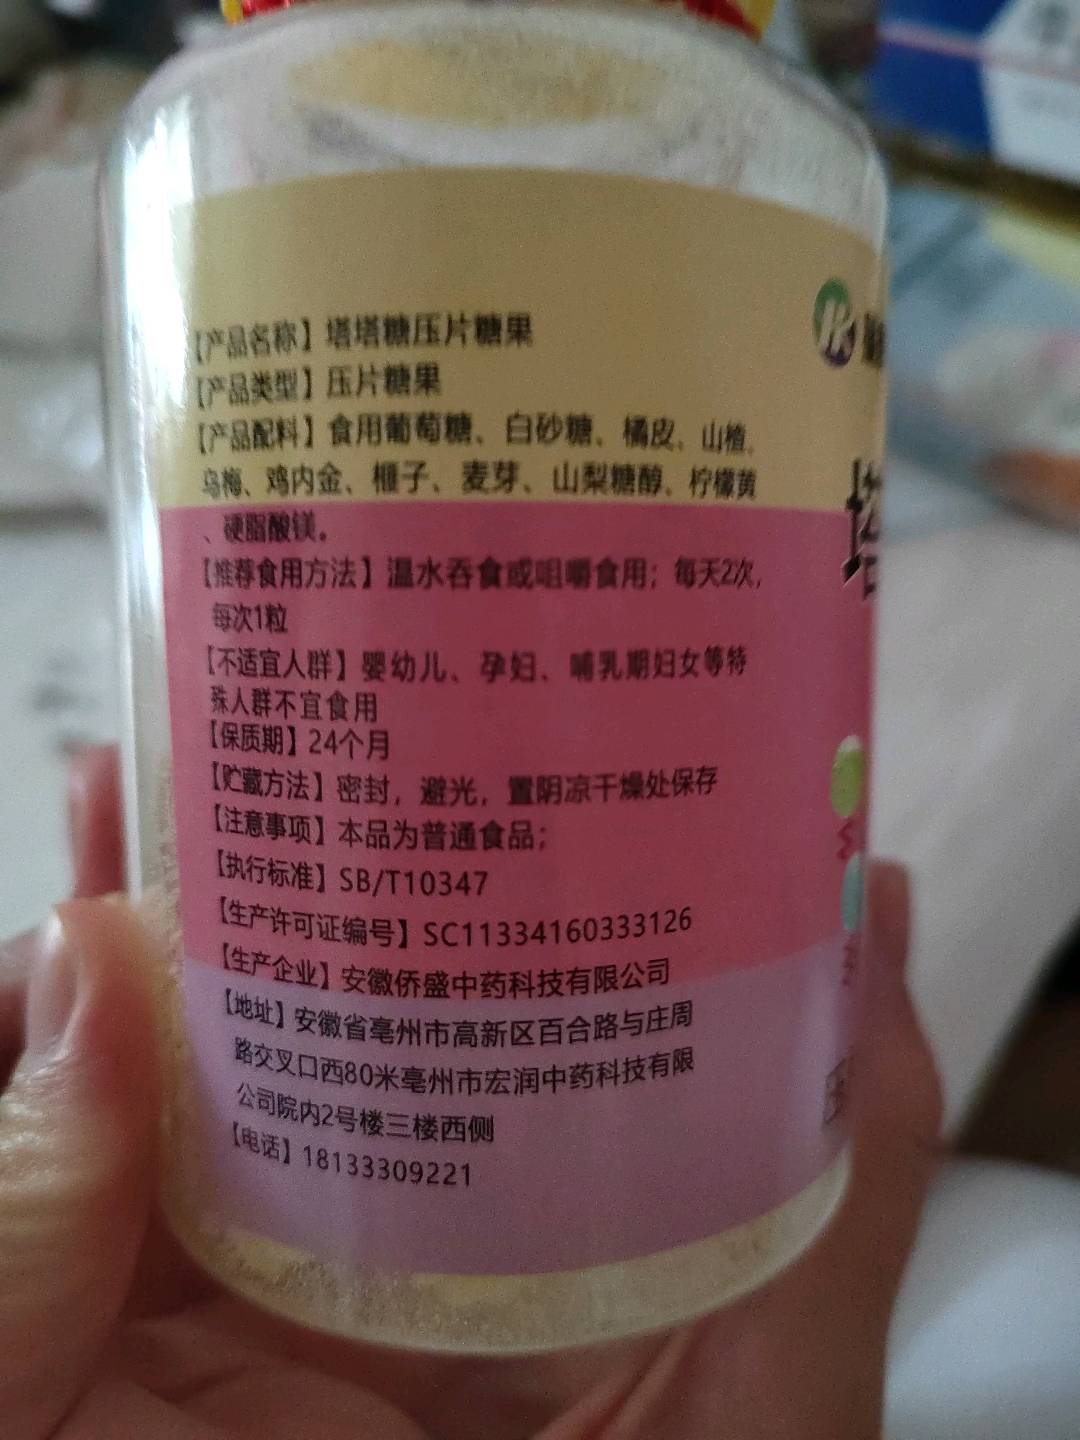 【产品名称】塔塔糖压片糖果
【产品类型】压片糖果
【产品配料】食用葡萄糖、白砂糖、橘皮、山楂、
乌梅、鸡内金、榧子、麦芽、山梨糖醇、柠檬黄
、硬脂酸镁。
【推荐食用方法】温水吞食或咀嚼食用；每天2次，
每次1粒
【不适宜人群】婴幼儿、孕妇、哺乳期妇女等特
殊人群不宜食用
【保质期】24个月
【贮藏方法】密封，避光，置阴凉干燥处保存
【注意事项】本品为普通食品；
【执行标准】SB/T10347
【生产许可证编号】SC11334160333126
【生产企业】安徽侨盛中药科技有限公司
【地址】安徽省亳州市高新区百合路与庄周
路交叉口西80米亳州市宏润中药科技有限
公司院内2号楼三楼西侧
【电话】18133309221